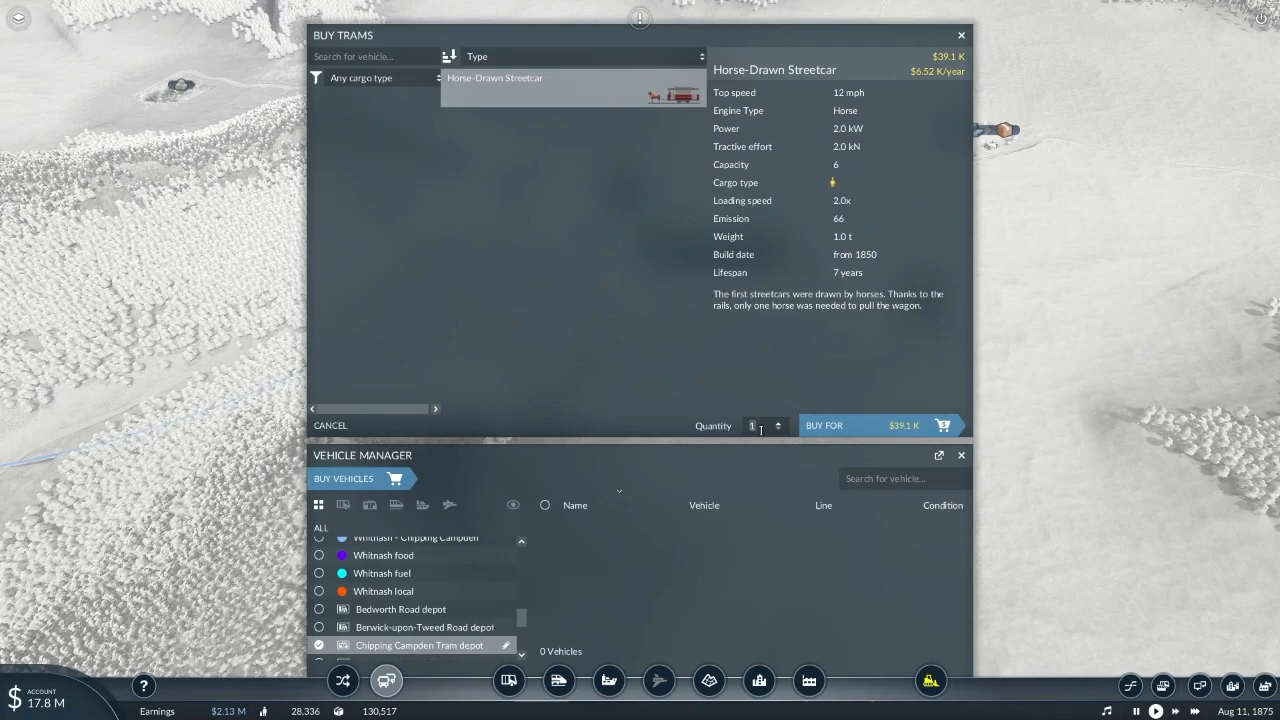 BUY TRAMS
Search for vehicle...
Type
$39.1 K
Horse-Drawn Streetcar
$6.52 K/year
Any cargo type
Horse-Drawn Streetcar
Top speed 12 mph
Engine Type Horse
Power 2.0 kW
Tractive effort 2.0 kN
Capacity 6
Cargo type
Loading speed 2.0x
Emission 66
Weight 1.0 t
Build date from 1850
Lifespan 7 years
The first streetcars were drawn by horses. Thanks to the
rails, only one horse was needed to pull the wagon.
CANCEL
Quantity 1
BUY FOR $39.1 K
VEHICLE MANAGER
BUY VEHICLES
Search for vehicle...
Name Vehicle Line Condition
ALL
Whitnash - Chipping Campden
Whitnash food
Whitnash fuel
Whitnash local
Bedworth Road depot
Berwick-upon-Tweed Road depot
Chipping Campden Tram depot
0 Vehicles
$ ACCOUNT
17.8 M
?
Earnings $2.13 M 28,336 130,517
Aug 11, 1875